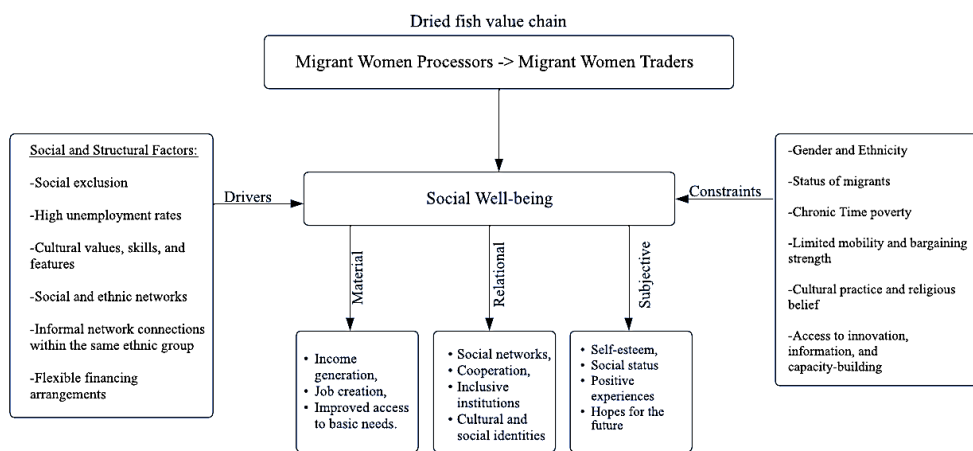 Dried fish value chain
Migrant Women Processors -> Migrant Women Traders
Social and Structural Factors:
-Social exclusion
-High unemployment rates
-Cultural values, skills, and
features
-Social and ethnic networks
-Informal network connections
within the same ethnic group
-Flexible financing
arrangements
Drivers
Social Well-being
Constraints
-Gender and Ethnicity
-Status of migrants
-Chronic Time poverty
-Limited mobility and bargaining
strength
-Cultural practice and religious
belief
-Access to innovation,
information, and
capacity-building
Material
Relational
Subjective
• Income
generation,
• Job creation,
• Improved access
to basic needs.
• Social networks,
• Cooperation,
• Inclusive
institutions
• Cultural and
social identities
• Self-esteem,
• Social status
• Positive
experiences
• Hopes for the
future